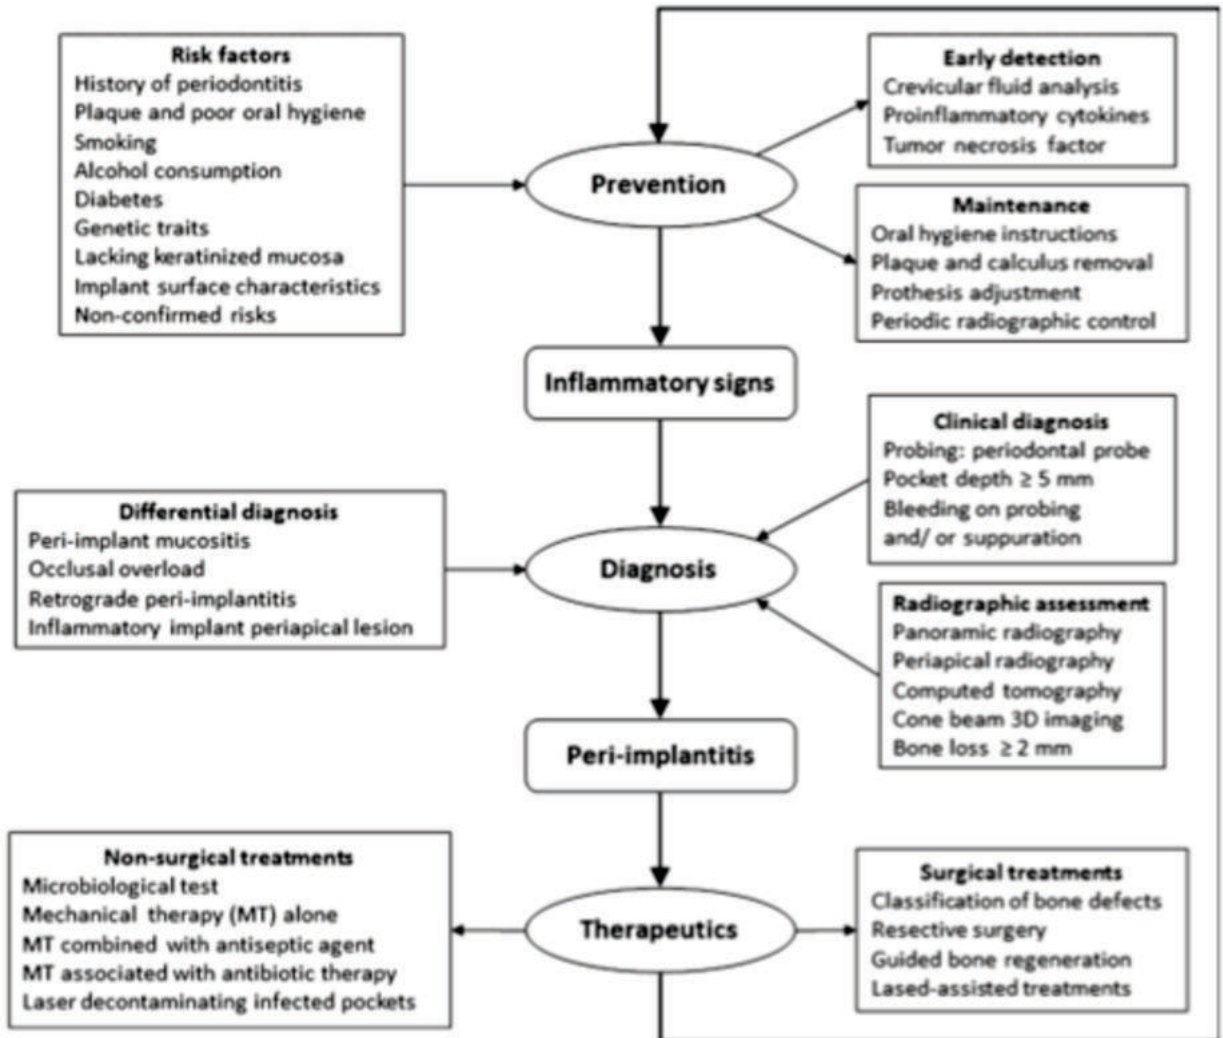 Risk factors
History of periodontitis
Plaque and poor oral hygiene
Smoking
Alcohol consumption
Diabetes
Genetic traits
Lacking keratinized mucosa
Implant surface characteristics
Non-confirmed risks
Prevention
Early detection
Crevicular fluid analysis
Proinflammatory cytokines
Tumor necrosis factor
Maintenance
Oral hygiene instructions
Plaque and calculus removal
Prothesis adjustment
Periodic radiographic control
Inflammatory signs
Differential diagnosis
Peri-implant mucositis
Occlusal overload
Retrograde peri-implantitis
Inflammatory implant periapical lesion
Diagnosis
Clinical diagnosis
Probing: periodontal probe
Pocket depth ≥ 5 mm
Bleeding on probing
and/ or suppuration
Radiographic assessment
Panoramic radiography
Periapical radiography
Computed tomography
Cone beam 3D imaging
Bone loss ≥ 2 mm
Peri-implantitis
Non-surgical treatments
Microbiological test
Mechanical therapy (MT) alone
MT combined with antiseptic agent
MT associated with antibiotic therapy
Laser decontaminating infected pockets
Therapeutics
Surgical treatments
Classification of bone defects
Resective surgery
Guided bone regeneration
Lased-assisted treatments